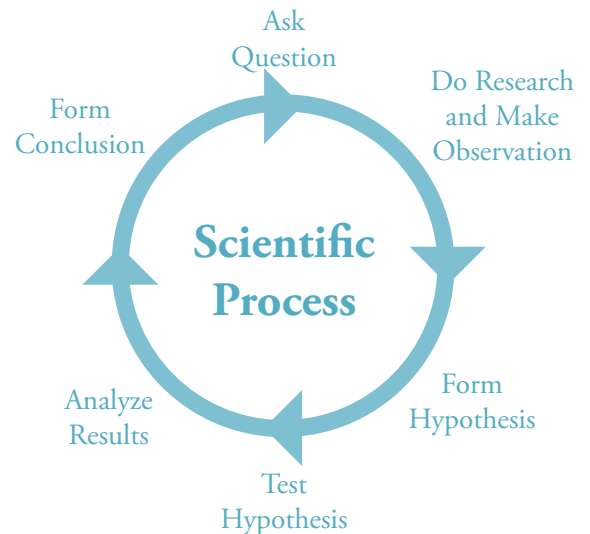 Ask
Question
Do Research
and Make
Observation
Form
Hypothesis
Test
Hypothesis
Analyze
Results
Form
Conclusion
Scientific
Process